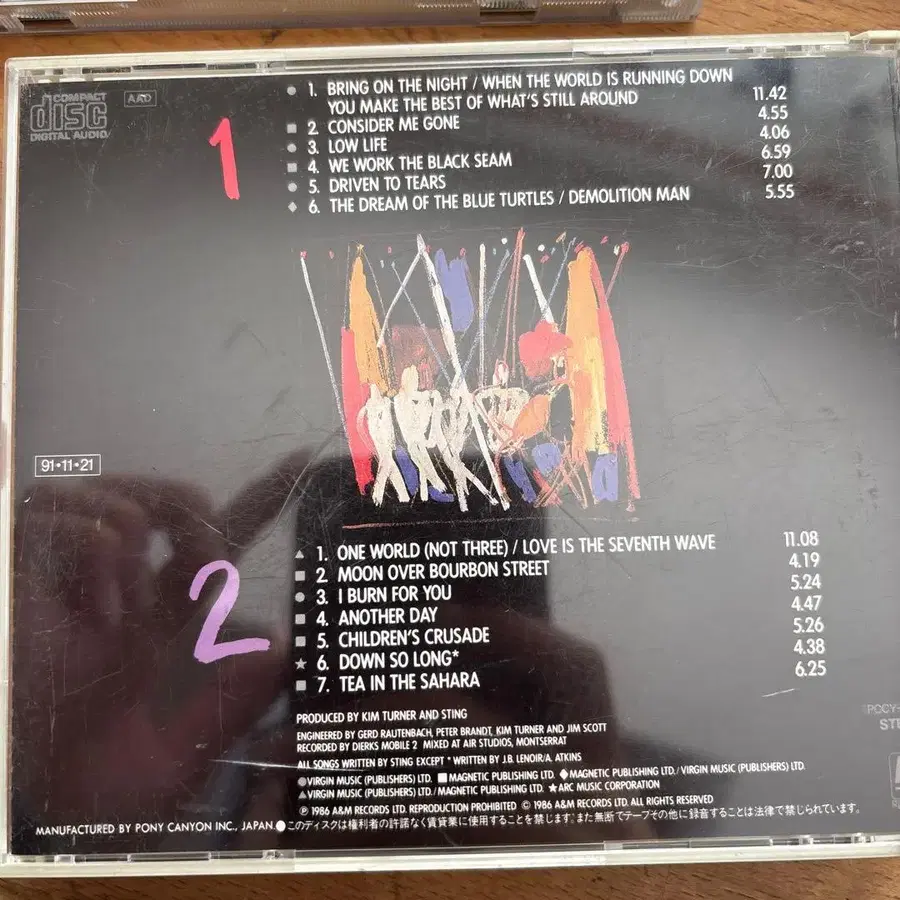 COMPACT
disc
DIGITAL AUDIO
AAD
1
1. BRING ON THE NIGHT / WHEN THE WORLD IS RUNNING DOWN
YOU MAKE THE BEST OF WHAT'S STILL AROUND 11.42
2. CONSIDER ME GONE 4.55
3. LOW LIFE 4.06
4. WE WORK THE BLACK SEAM 6.59
5. DRIVEN TO TEARS 7.00
6. THE DREAM OF THE BLUE TURTLES / DEMOLITION MAN 5.55
91•11•21
2
1. ONE WORLD (NOT THREE) / LOVE IS THE SEVENTH WAVE 11.08
2. MOON OVER BOURBON STREET 4.19
3. I BURN FOR YOU 5.24
4. ANOTHER DAY 4.47
5. CHILDREN'S CRUSADE 5.26
6. DOWN SO LONG* 4.38
7. TEA IN THE SAHARA 6.25
PRODUCED BY KIM TURNER AND STING
ENGINEERED BY GERD RAUTENBACH, PETER BRANDT, KIM TURNER AND JIM SCOTT
RECORDED BY DIERKS MOBILE 2 MIXED AT AIR STUDIOS, MONTSERRAT
ALL SONGS WRITTEN BY STING EXCEPT * WRITTEN BY J.B. LENOIR/A. ATKINS
●VIRGIN MUSIC (PUBLISHERS) LTD. ■MAGNETIC PUBLISHING LTD. ◆MAGNETIC PUBLISHING LTD./VIRGIN MUSIC (PUBLISHERS) LTD.
▲VIRGIN MUSIC (PUBLISHERS) LTD./MAGNETIC PUBLISHING LTD. ★ARC MUSIC CORPORATION
℗ 1986 A&M RECORDS LTD. REPRODUCTION PROHIBITED © 1986 A&M RECORDS LTD. ALL RIGHTS RESERVED
MANUFACTURED BY PONY CANYON INC., JAPAN.●このディスクは権利者の許諾なく賃貸業に使用することを禁じます。また無断でテープその他に録音することは法律で禁じられています。
PCCY-